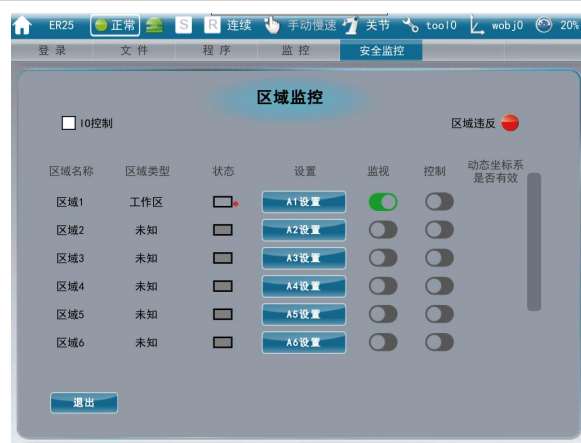 ER25 正常 S R 连续 手动慢速 关节 tool0 wobj0 20%
登录 文件 程序 监控 安全监控
区域监控
IO控制 区域违反
区域名称 区域类型 状态 设置 监视 控制 动态坐标系
是否有效
区域1 工作区 A1设置
区域2 未知 A2设置
区域3 未知 A3设置
区域4 未知 A4设置
区域5 未知 A5设置
区域6 未知 A6设置
退出